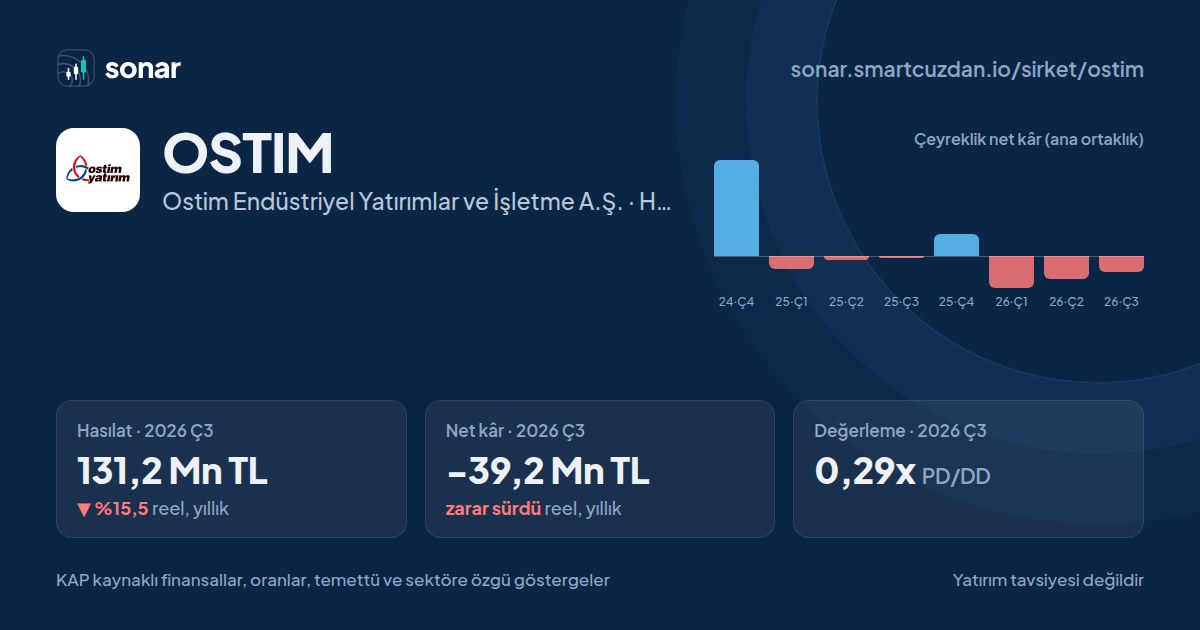 sonar
sonar.smartcuzdan.io/sirket/ostim
ostim
yatırım
OSTIM
Ostim Endüstriyel Yatırımlar ve İşletme A.Ş. · H...
Çeyreklik net kâr (ana ortaklık)
24·Ç4 25·Ç1 25·Ç2 25·Ç3 25·Ç4 26·Ç1 26·Ç2 26·Ç3
Hasılat · 2026 Ç3
131,2 Mn TL
▼ %15,5 reel, yıllık
Net kâr · 2026 Ç3
−39,2 Mn TL
zarar sürdü reel, yıllık
Değerleme · 2026 Ç3
0,29x PD/DD
KAP kaynaklı finansallar, oranlar, temettü ve sektöre özgü göstergeler
Yatırım tavsiyesi değildir